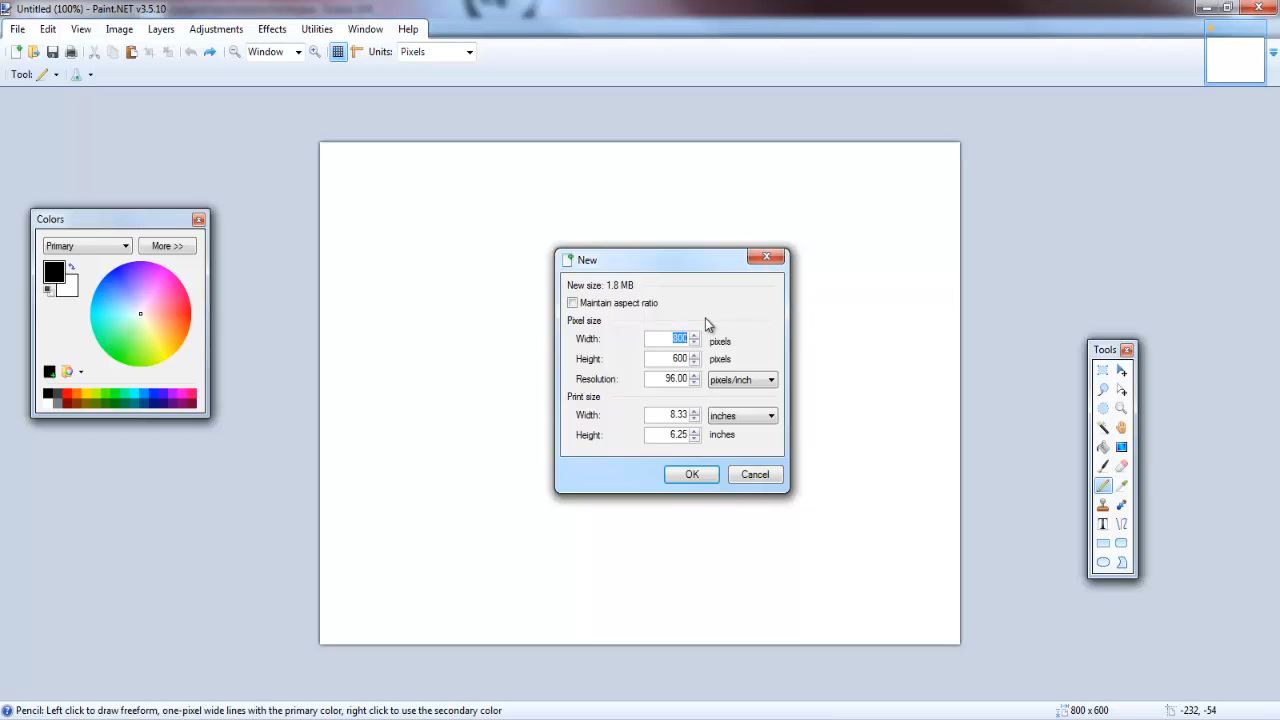 Untitled (100%) - Paint.NET v3.5.10
File Edit View Image Layers Adjustments Effects Utilities Window Help
Window Units: Pixels
Tool:
Colors
Primary More >>
New
New size: 1.8 MB
Maintain aspect ratio
Pixel size
Width: 800 pixels
Height: 600 pixels
Resolution: 96.00 pixels/inch
Print size
Width: 8.33 inches
Height: 6.25 inches
OK Cancel
Tools
Pencil: Left click to draw freeform, one-pixel wide lines with the primary color, right click to use the secondary color
800 x 600 -232, -54